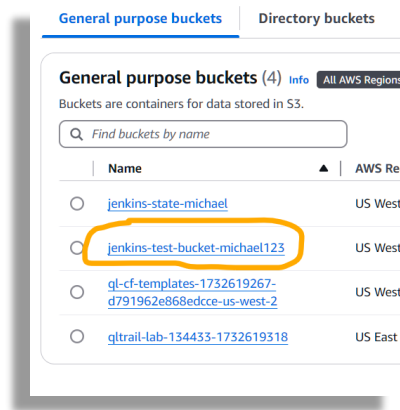 General purpose buckets Directory buckets
General purpose buckets (4) Info All AWS Regions
Buckets are containers for data stored in S3.
Find buckets by name
Name AWS Re
jenkins-state-michael US West
jenkins-test-bucket-michael123 US West
ql-cf-templates-1732619267-
d791962e868edcce-us-west-2 US West
qltrail-lab-134433-1732619318 US East